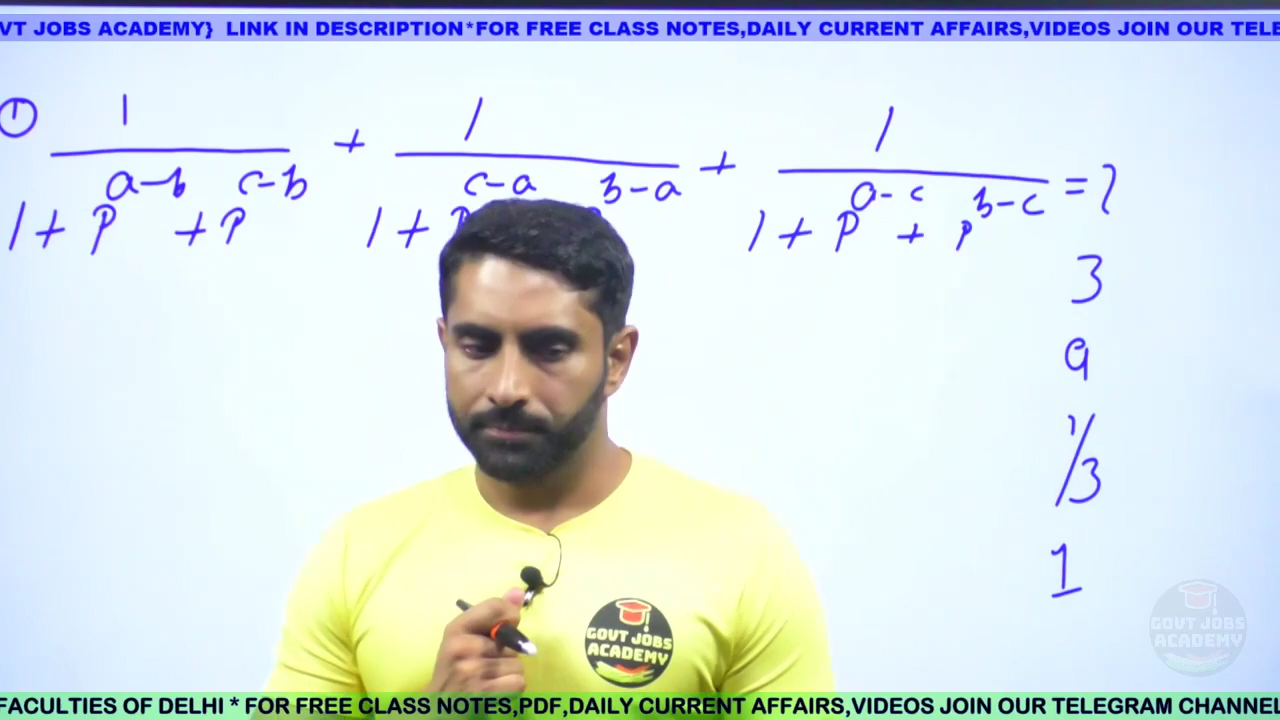 VT JOBS ACADEMY} LINK IN DESCRIPTION*FOR FREE CLASS NOTES,DAILY CURRENT AFFAIRS,VIDEOS JOIN OUR TELE
① 1 + 1 + 1 = ?
a-b c-b c-a b-a a-c b-c
1 + P + P 1 + P 1 + P + P
3
9
1/3
1
GOVT JOBS
ACADEMY
GOVT JOBS
ACADEMY
FACULTIES OF DELHI * FOR FREE CLASS NOTES,PDF,DAILY CURRENT AFFAIRS,VIDEOS JOIN OUR TELEGRAM CHANNEL